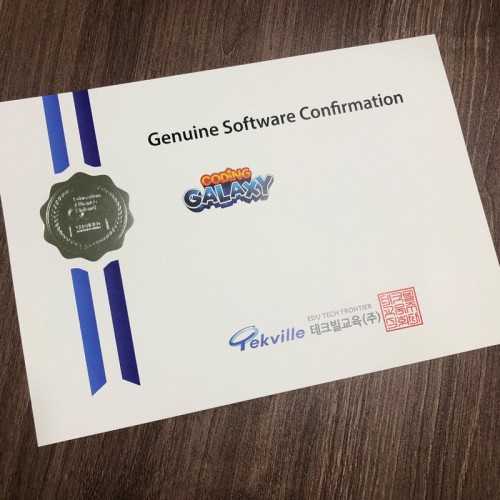 Genuine Software Confirmation
CODING
GALAXY
EDU TECH FRONTIER
Tekville 테크빌교육(주)